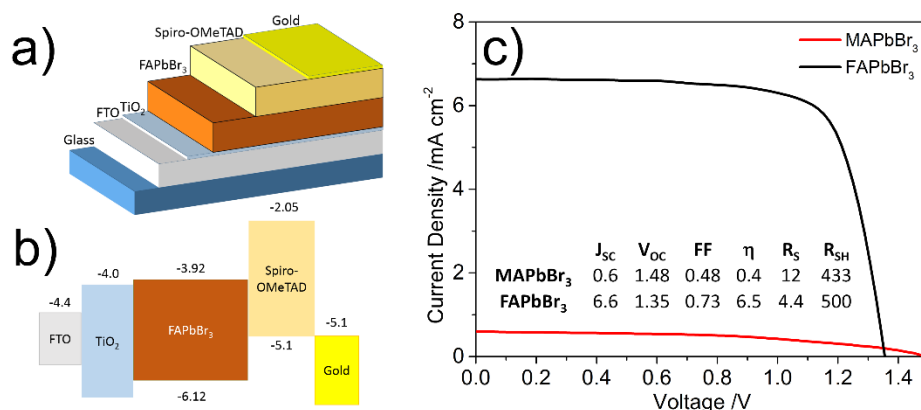 a)
Gold
Spiro-OMeTAD
FAPbBr₃
TiO₂
FTO
Glass
b)
-2.05
-3.92
-4.0
-4.4
Spiro-
OMeTAD
FAPbBr₃
-5.1
-5.1
FTO
TiO₂
Gold
-6.12
c)
MAPbBr₃
FAPbBr₃
8
6
4
2
0
Current Density /mA cm⁻²
J_SC V_OC FF η R_S R_SH
MAPbBr₃ 0.6 1.48 0.48 0.4 12 433
FAPbBr₃ 6.6 1.35 0.73 6.5 4.4 500
0.0 0.2 0.4 0.6 0.8 1.0 1.2 1.4
Voltage /V